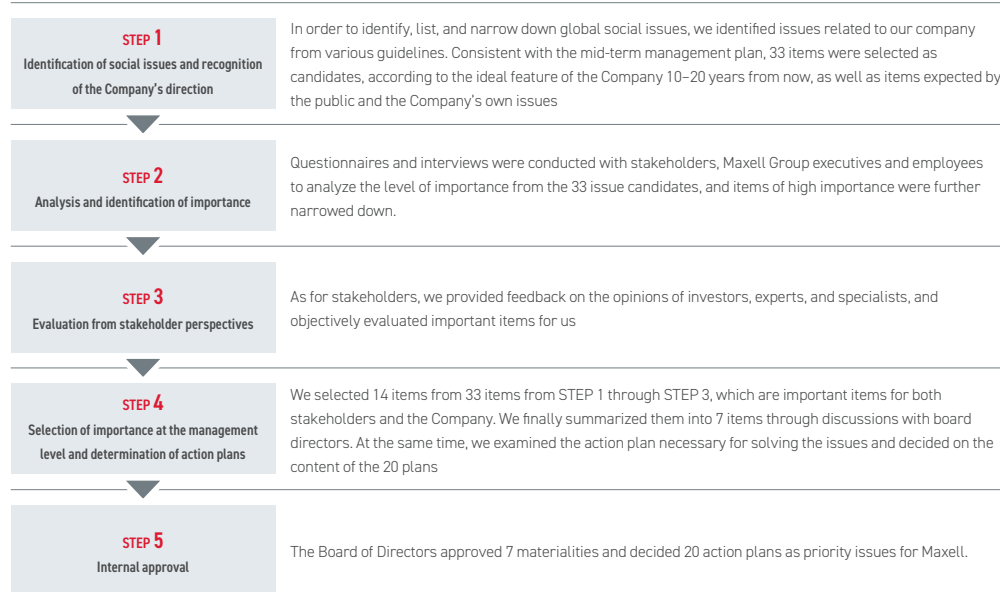 STEP 1
Identification of social issues and recognition
of the Company's direction
In order to identify, list, and narrow down global social issues, we identified issues related to our company
from various guidelines. Consistent with the mid-term management plan, 33 items were selected as
candidates, according to the ideal feature of the Company 10–20 years from now, as well as items expected by
the public and the Company's own issues
STEP 2
Analysis and identification of importance
Questionnaires and interviews were conducted with stakeholders, Maxell Group executives and employees
to analyze the level of importance from the 33 issue candidates, and items of high importance were further
narrowed down.
STEP 3
Evaluation from stakeholder perspectives
As for stakeholders, we provided feedback on the opinions of investors, experts, and specialists, and
objectively evaluated important items for us
STEP 4
Selection of importance at the management
level and determination of action plans
We selected 14 items from 33 items from STEP 1 through STEP 3, which are important items for both
stakeholders and the Company. We finally summarized them into 7 items through discussions with board
directors. At the same time, we examined the action plan necessary for solving the issues and decided on the
content of the 20 plans
STEP 5
Internal approval
The Board of Directors approved 7 materialities and decided 20 action plans as priority issues for Maxell.